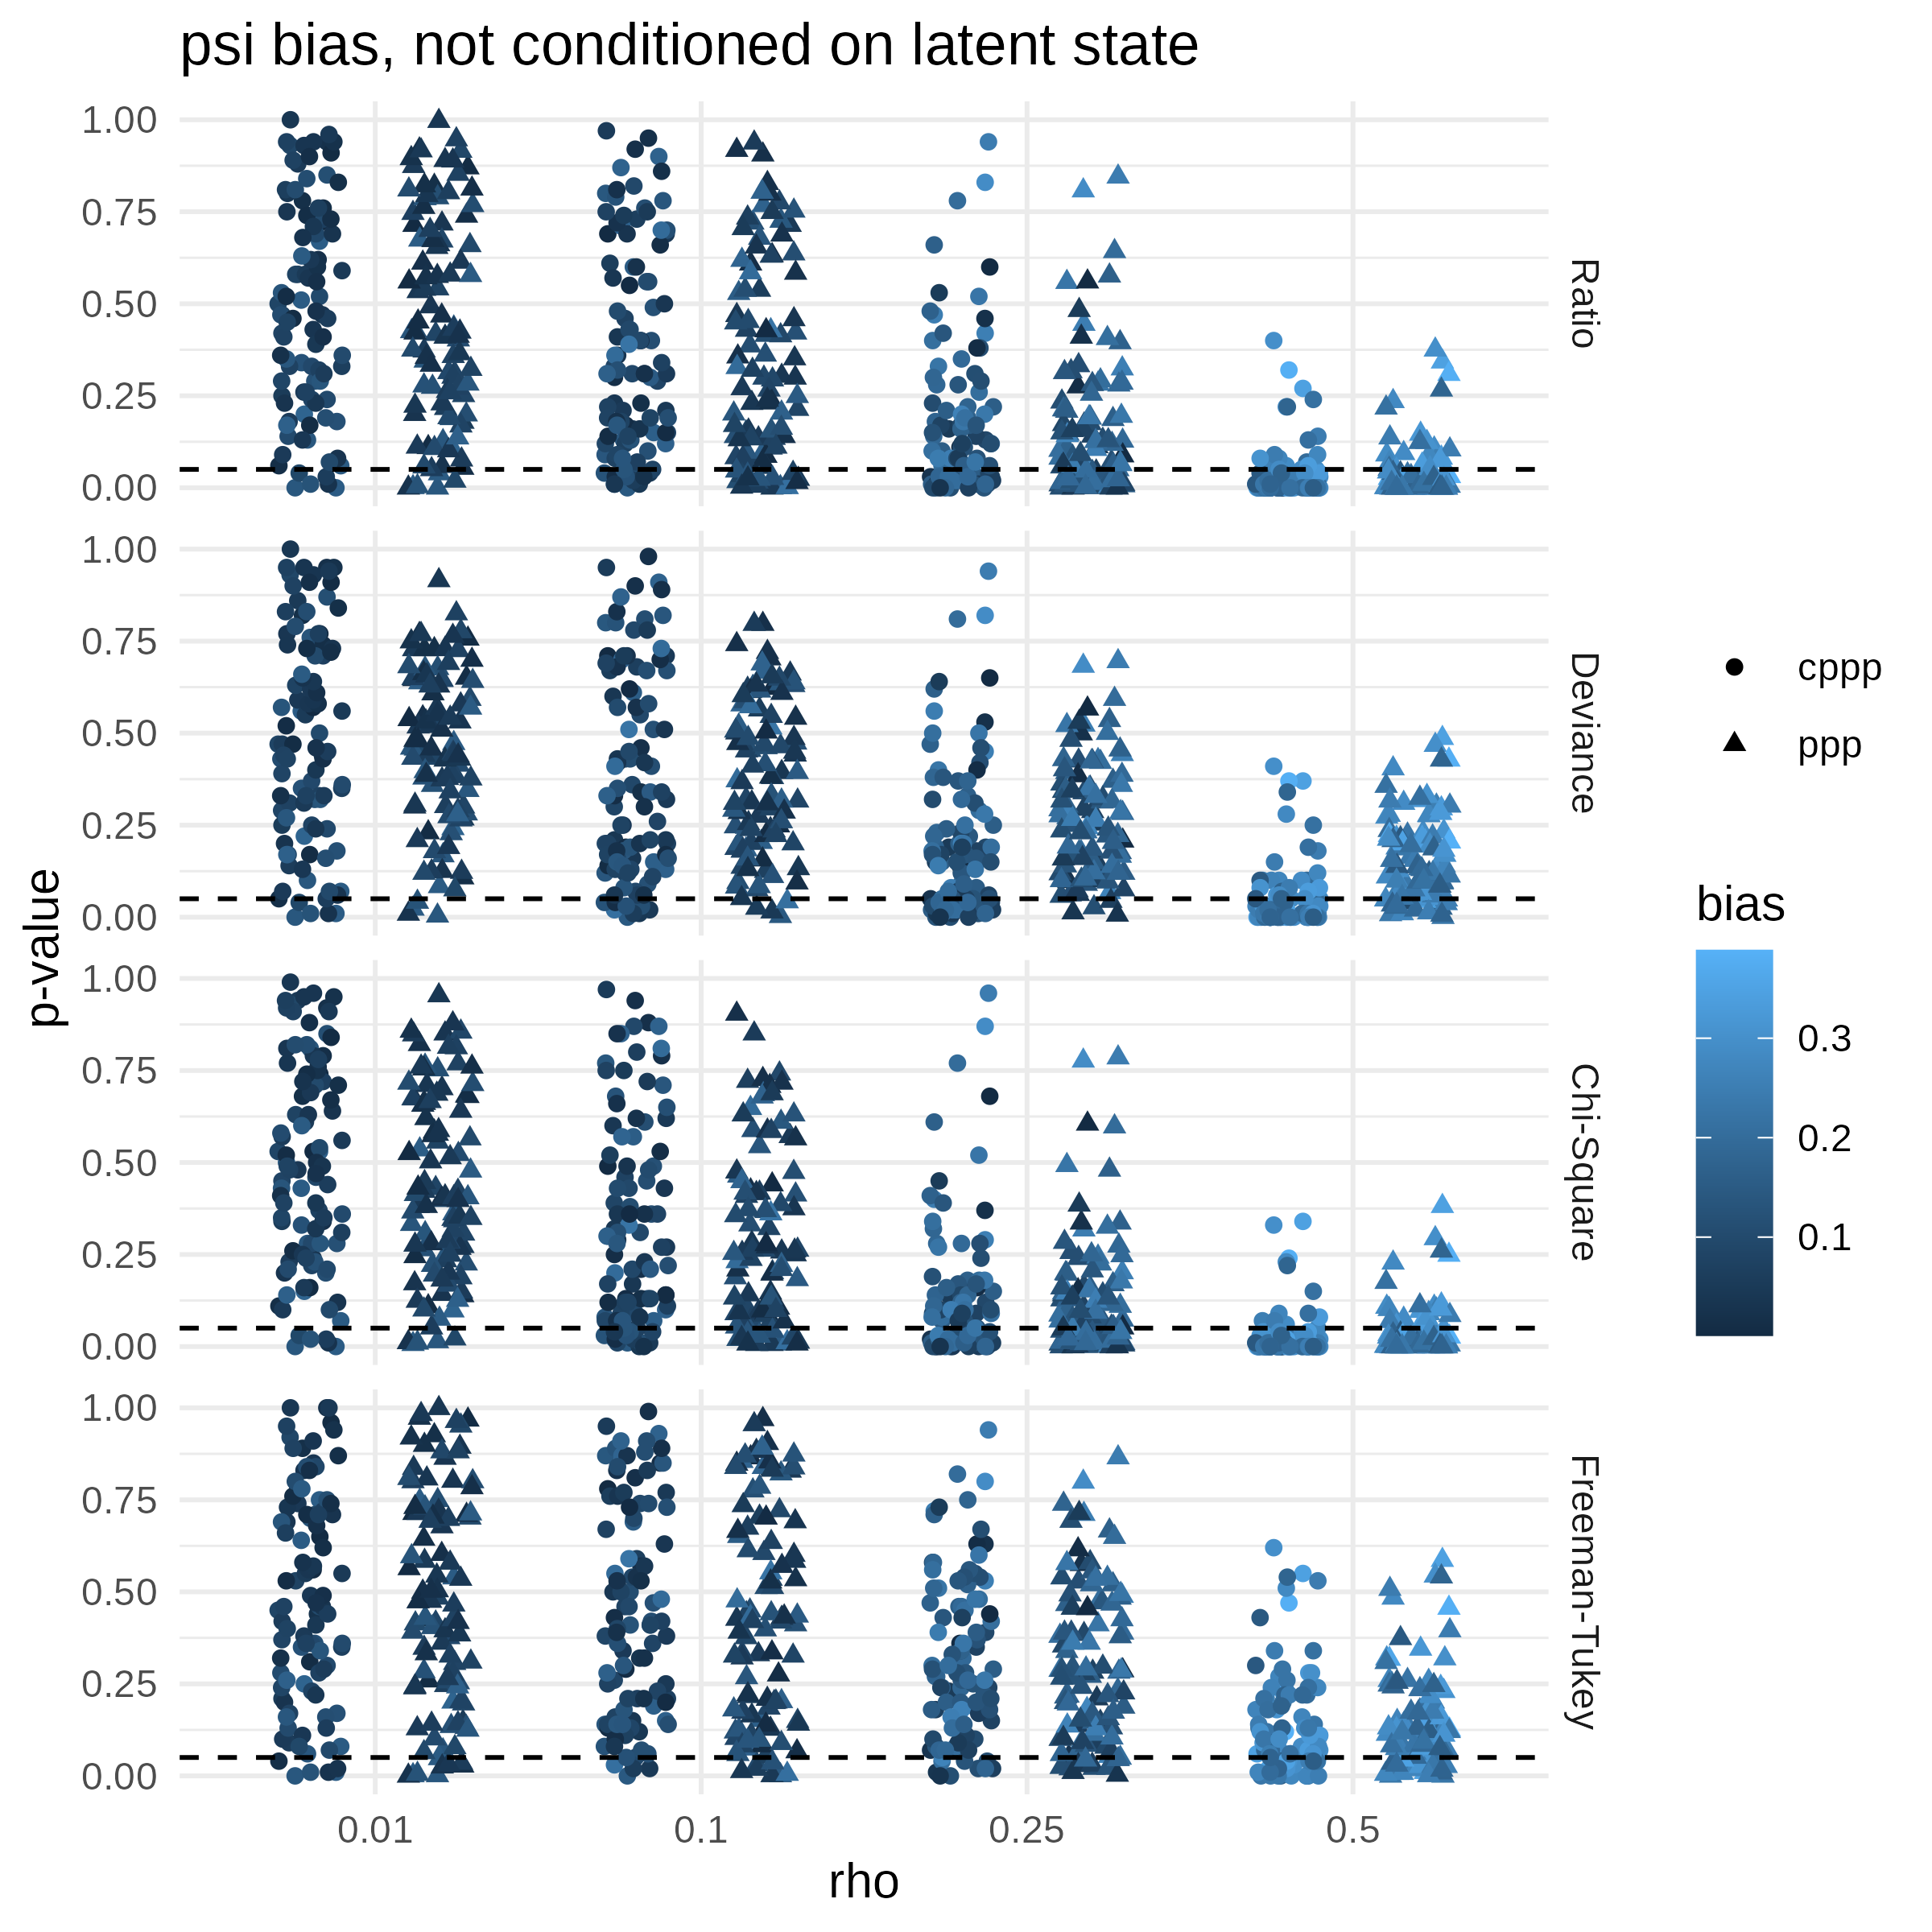 psi bias, not conditioned on latent state
p-value
1.00
0.75
0.50
0.25
0.00
Ratio
1.00
0.75
0.50
0.25
0.00
Deviance
1.00
0.75
0.50
0.25
0.00
Chi-Square
1.00
0.75
0.50
0.25
0.00
Freeman-Tukey
0.01
0.1
0.25
0.5
rho
cppp
ppp
bias
0.3
0.2
0.1